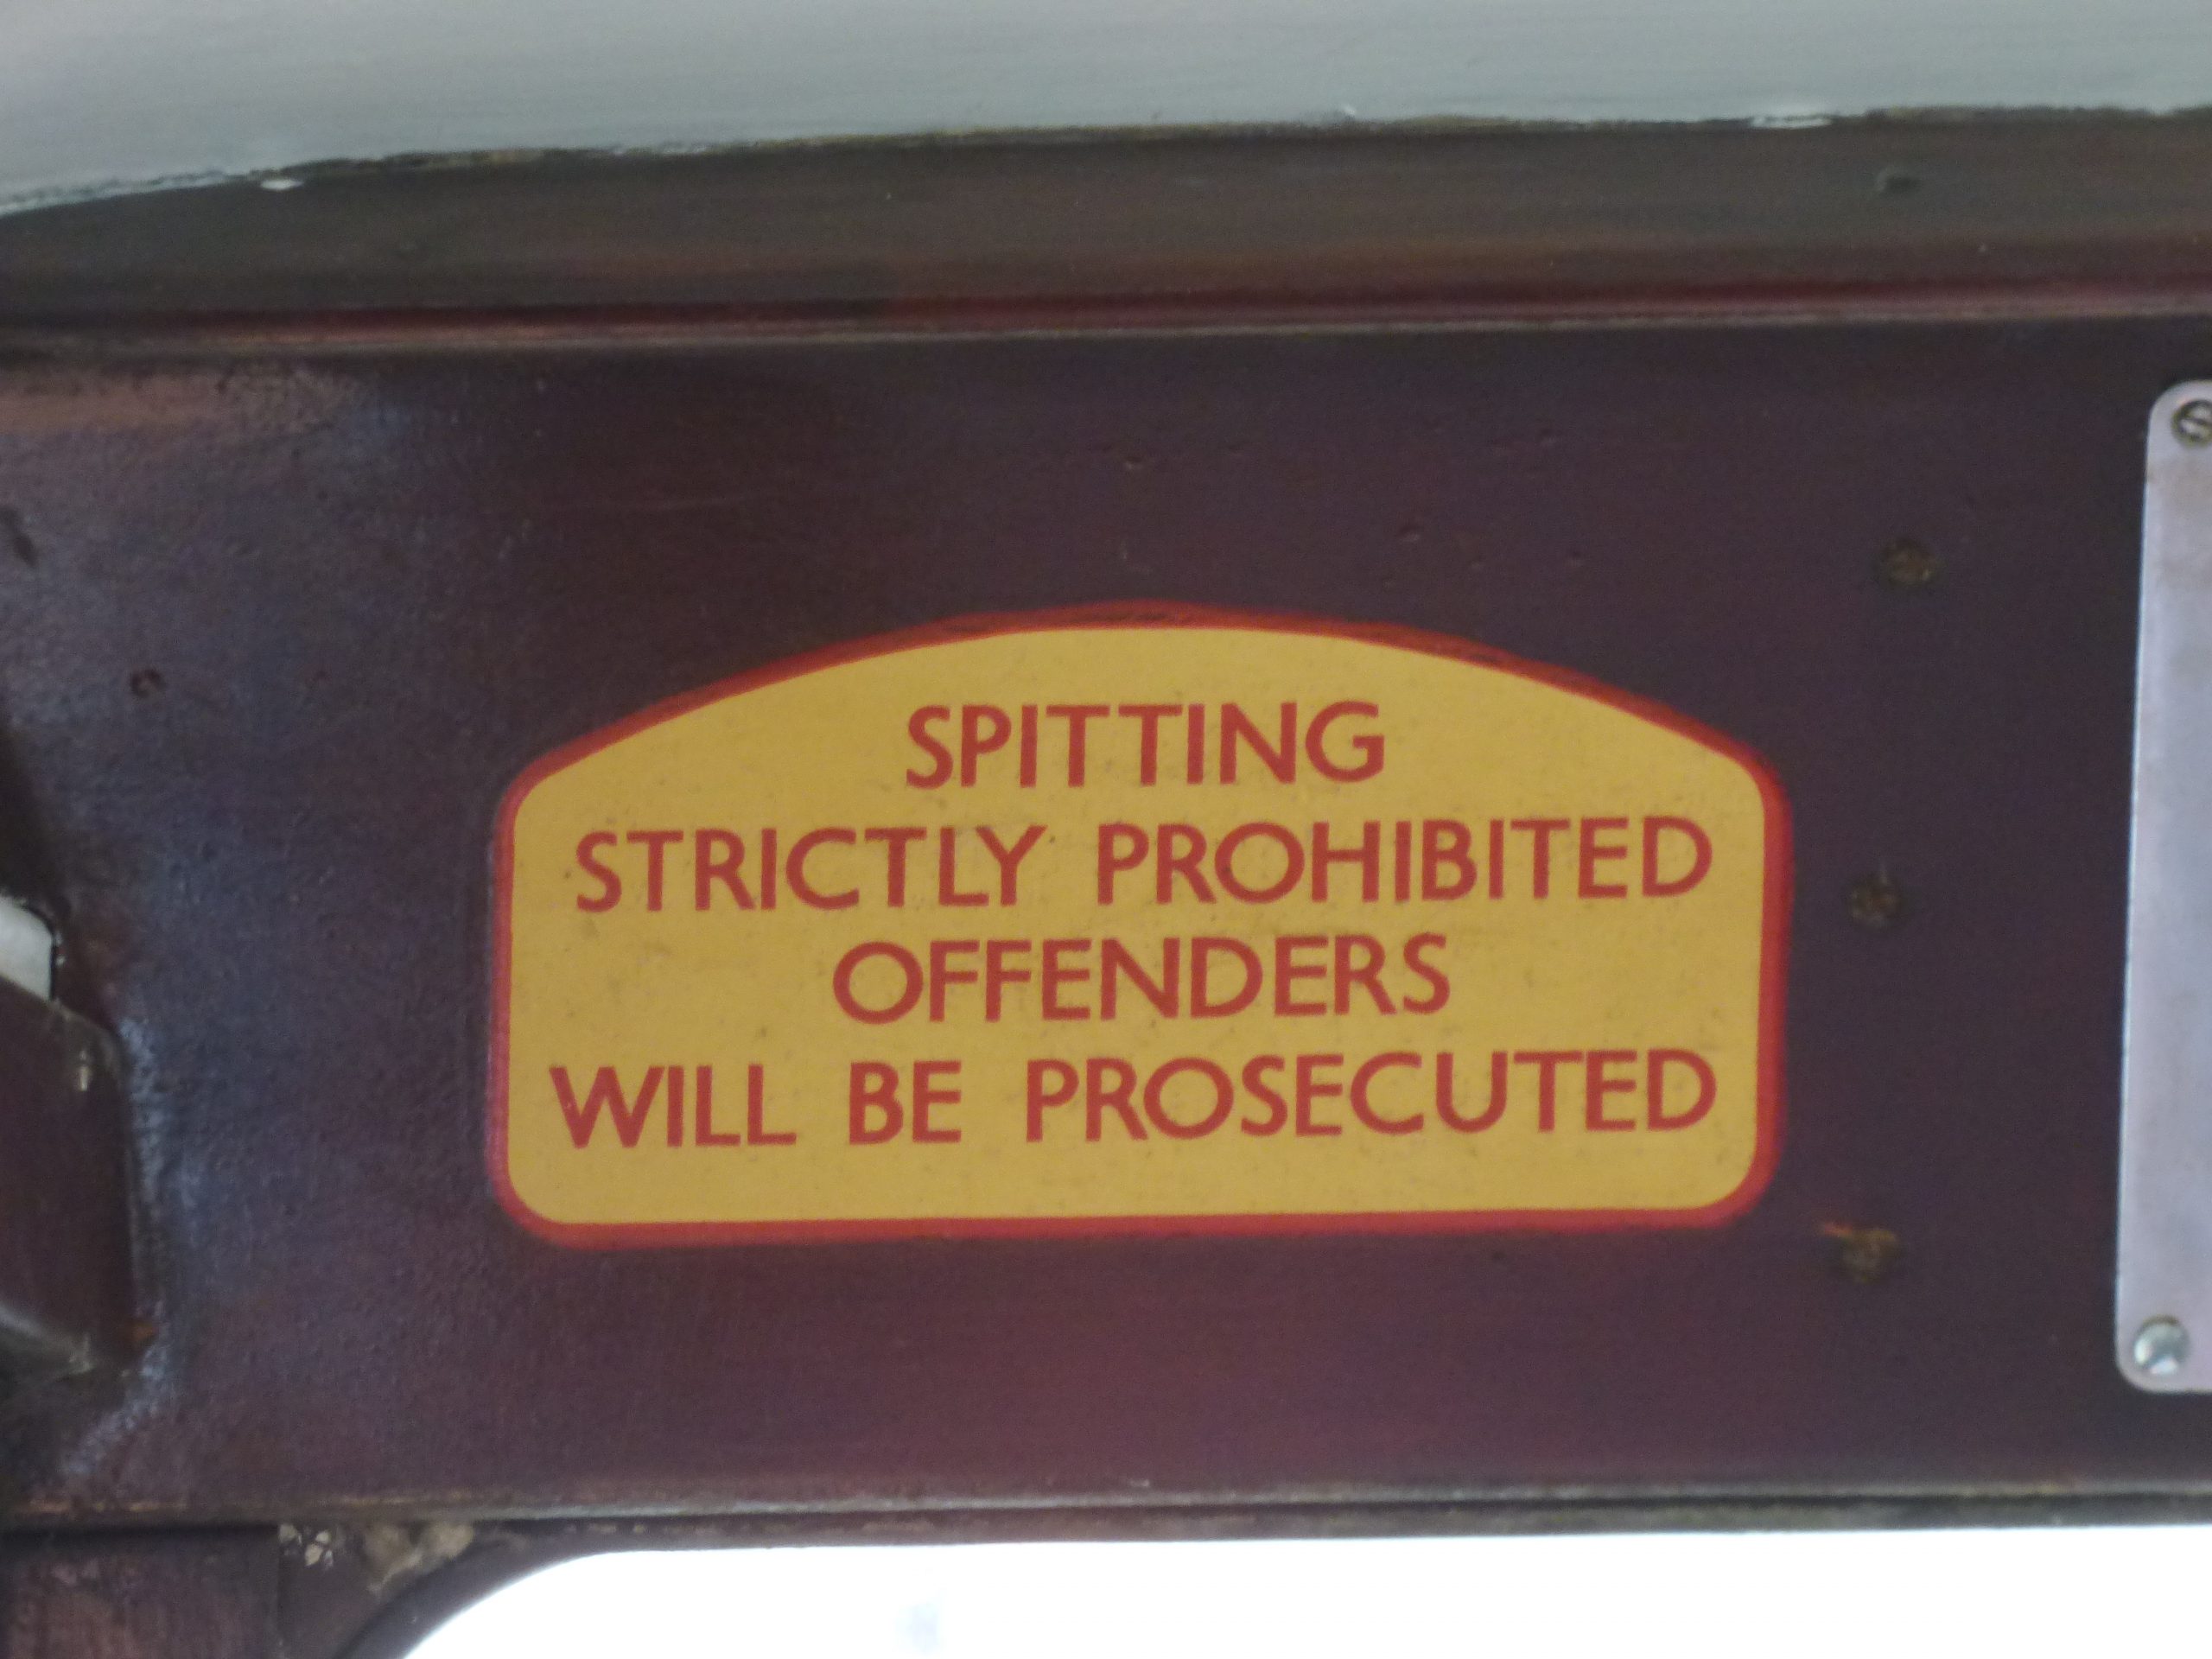 SPITTING
STRICTLY PROHIBITED
OFFENDERS
WILL BE PROSECUTED